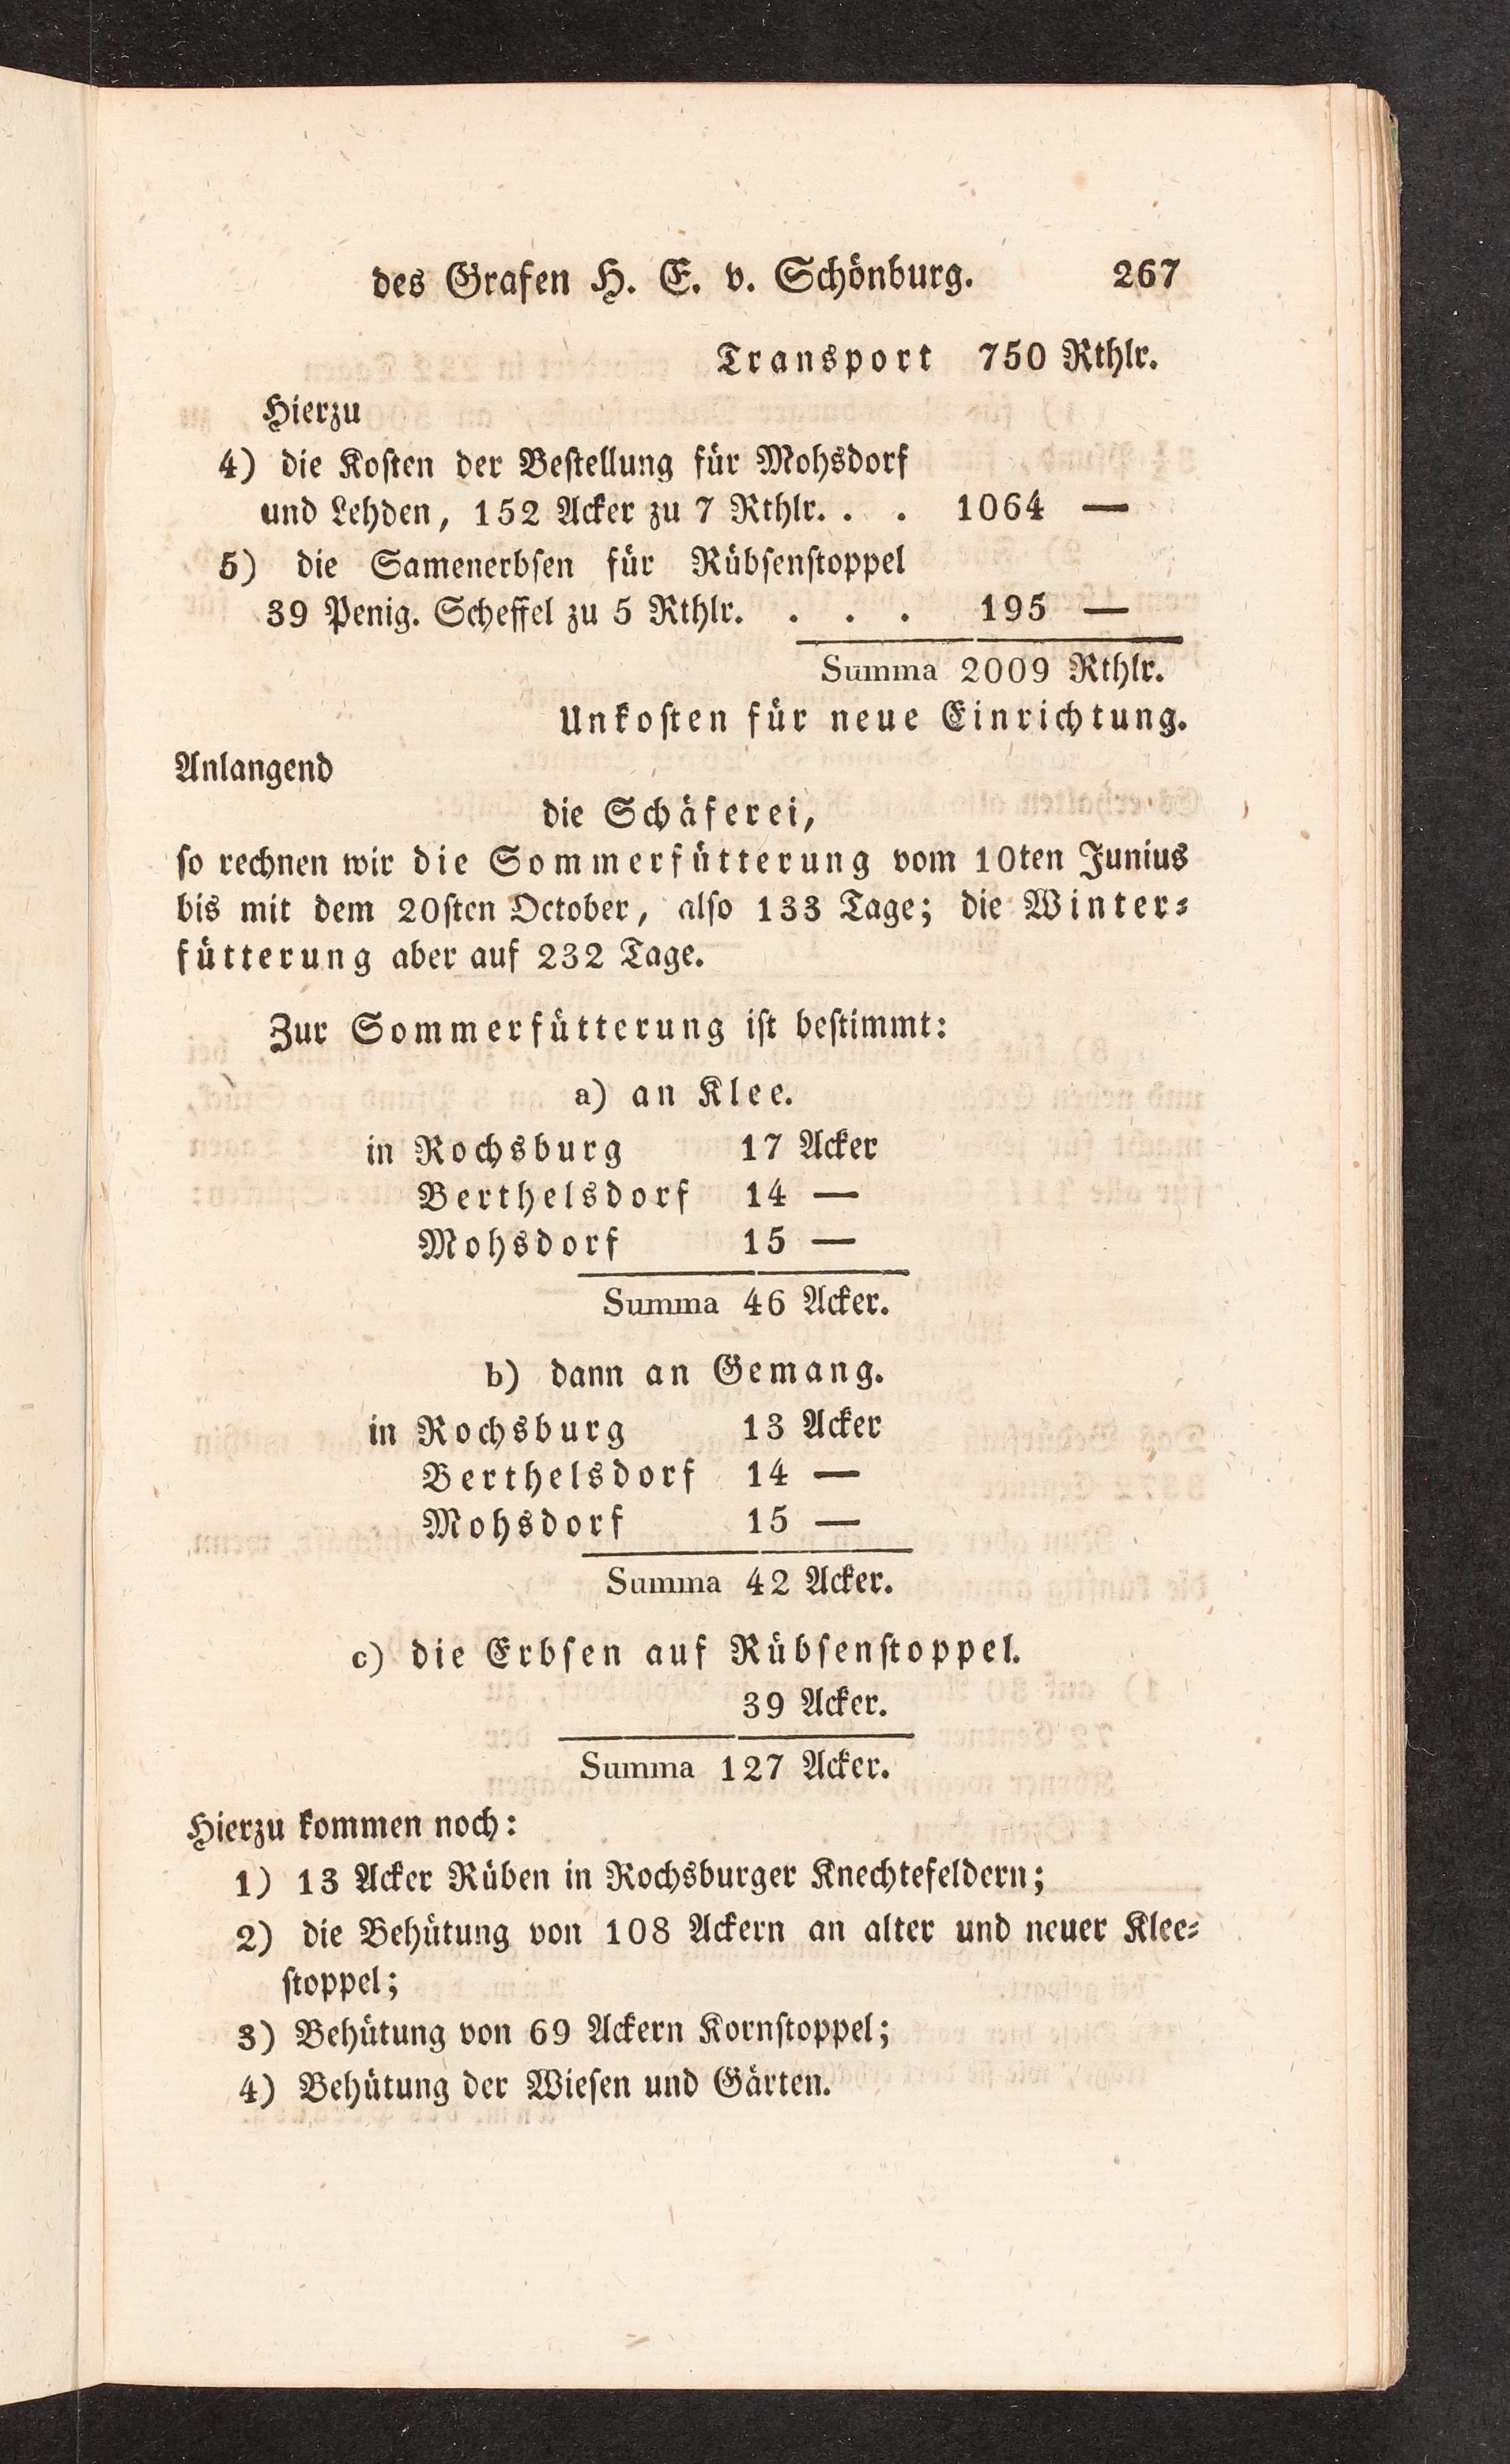 des Grafen H. E. v. Schönburg. 267
Transport 750 Rthlr.
Hierzu
4) die Koſten der Beſtellung für Mohsdorf
und Lehden, 152 Acker zu 7 Rthlr. . . 1064 —
5) die Samenerbſen für Rübſenſtoppel
39 Penig. Scheffel zu 5 Rthlr. . . . 195 —
Summa 2009 Rthlr.
Unkoſten für neue Einrichtung.
Anlangend
die Schäferei,
ſo rechnen wir die Sommerfütterung vom 10ten Junius
bis mit dem 20ſten October, alſo 133 Tage; die Winter⸗
fütterung aber auf 232 Tage.
Zur Sommerfütterung iſt beſtimmt:
a) an Klee.
in Rochsburg 17 Acker
Berthelsdorf 14 —
Mohsdorf 15 —
Summa 46 Acker.
b) dann an Gemang.
in Rochsburg 13 Acker
Berthelsdorf 14 —
Mohsdorf 15 —
Summa 42 Acker.
c) die Erbſen auf Rübſenſtoppel.
39 Acker.
Summa 127 Acker.
Hierzu kommen noch:
1) 13 Acker Rüben in Rochsburger Knechtefeldern;
2) die Behütung von 108 Ackern an alter und neuer Klee⸗
ſtoppel;
3) Behütung von 69 Ackern Kornſtoppel;
4) Behütung der Wieſen und Gärten.